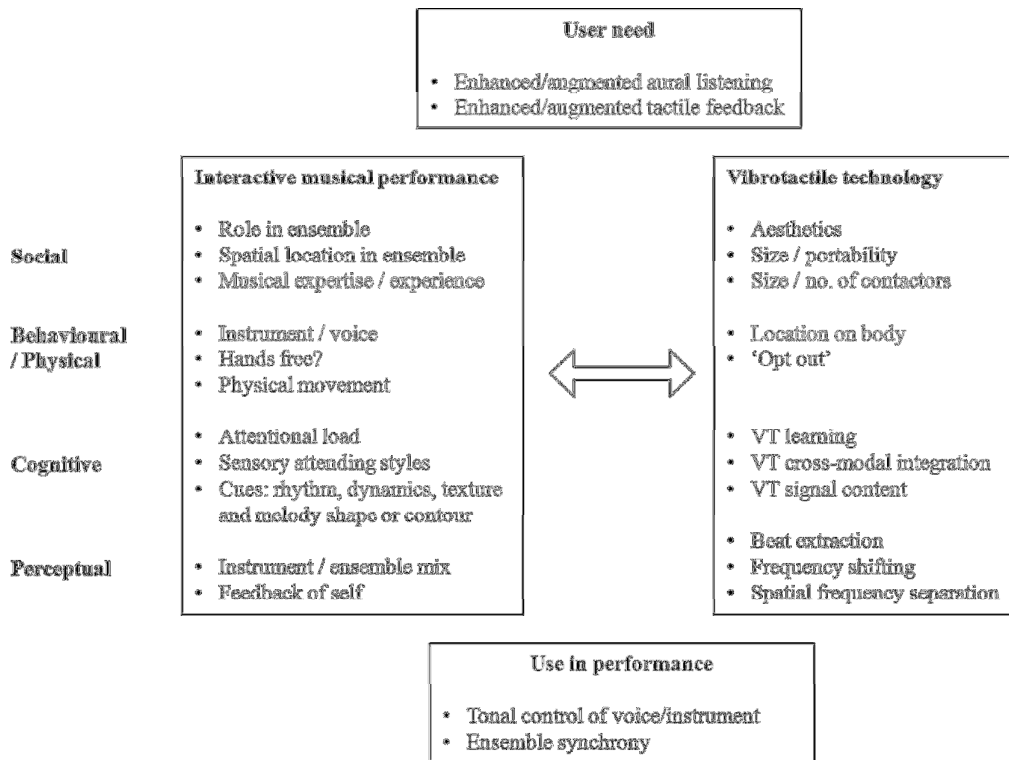 User need
• Enhanced/augmented aural listening
• Enhanced/augmented tactile feedback
Interactive musical performance
Social
• Role in ensemble
• Spatial location in ensemble
• Musical expertise / experience
Behavioural
/ Physical
• Instrument / voice
• Hands free?
• Physical movement
Cognitive
• Attentional load
• Sensory attending styles
• Cues: rhythm, dynamics, texture
and melody shape or contour
Perceptual
• Instrument / ensemble mix
• Feedback of self
Vibrotactile technology
• Aesthetics
• Size / portability
• Size / no. of contactors
• Location on body
• ‘Opt out’
• VT learning
• VT cross-modal integration
• VT signal content
• Beat extraction
• Frequency shifting
• Spatial frequency separation
Use in performance
• Tonal control of voice/instrument
• Ensemble synchrony